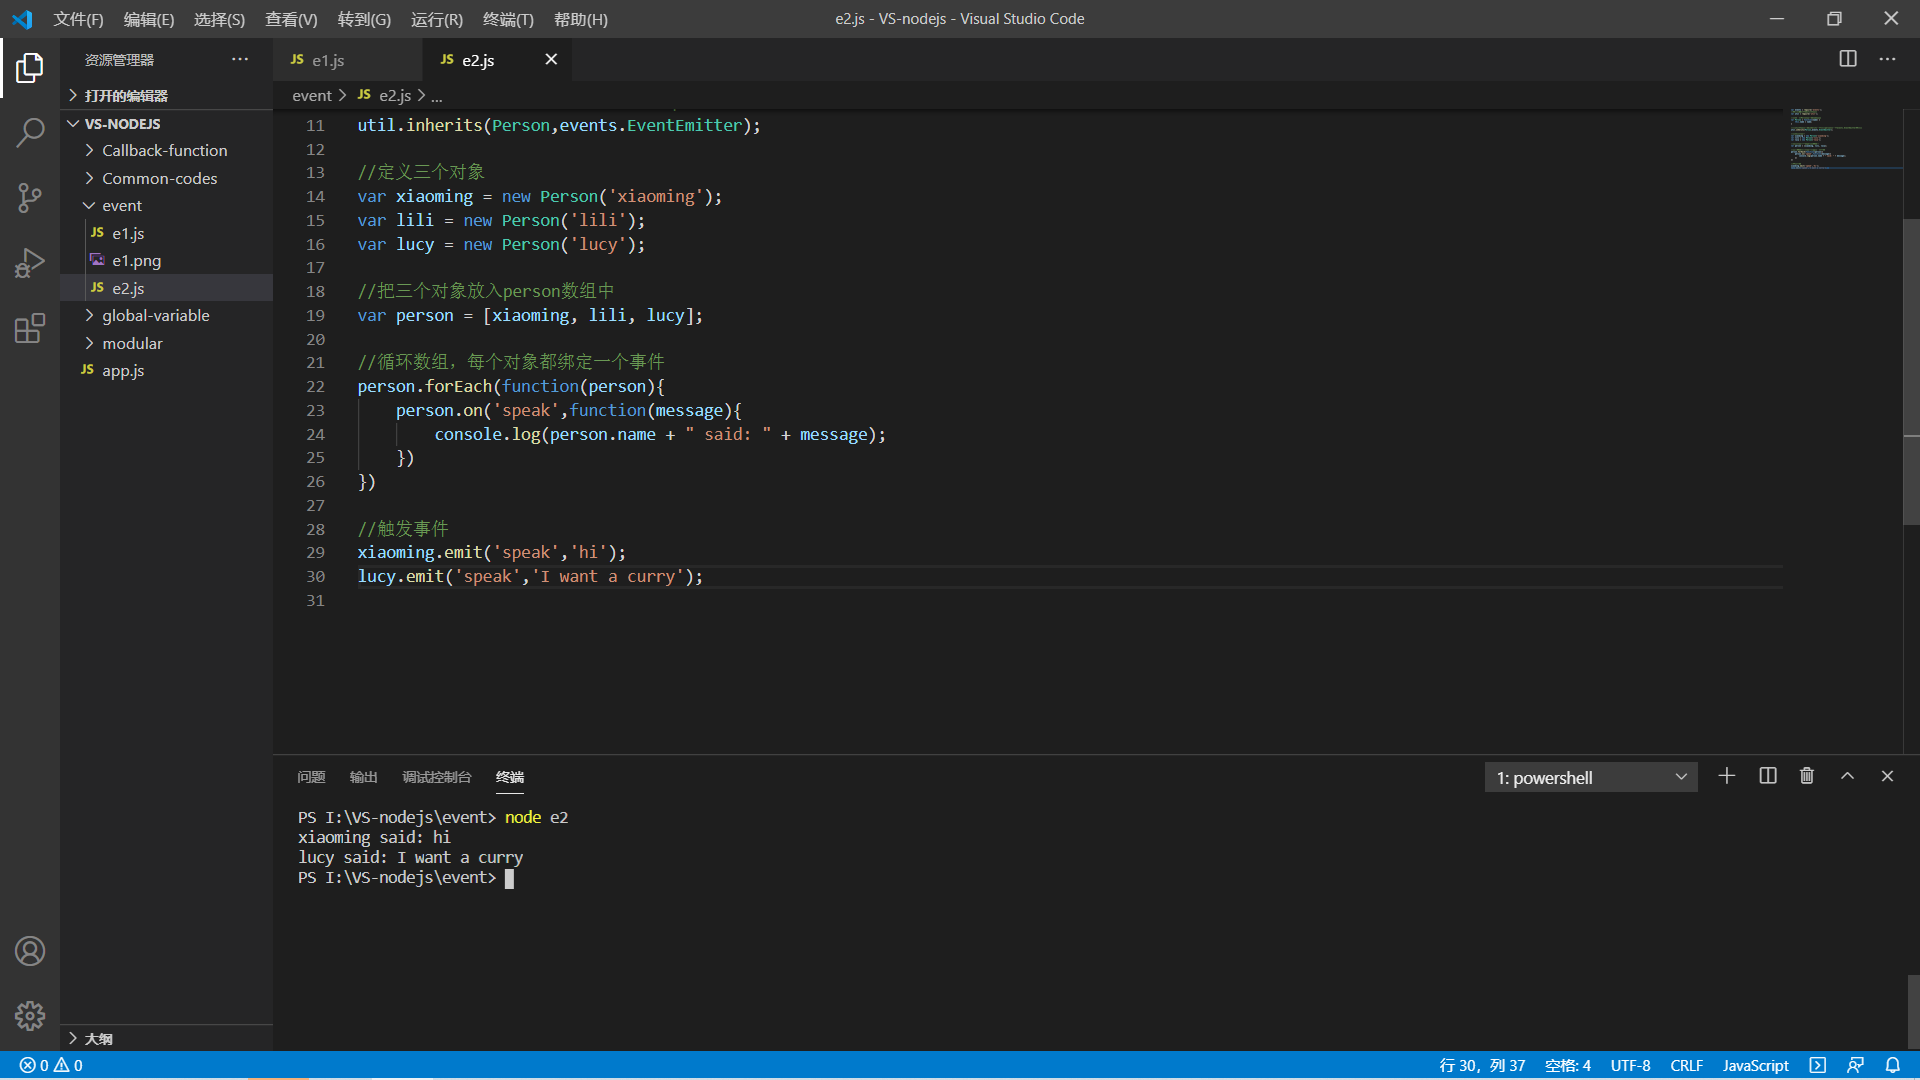 文件(F) 编辑(E) 选择(S) 查看(V) 转到(G) 运行(R) 终端(T) 帮助(H)
e2.js - VS-nodejs - Visual Studio Code
资源管理器
打开的编辑器
VS-NODEJS
Callback-function
Common-codes
event
JS e1.js
e1.png
JS e2.js
global-variable
modular
JS app.js
大纲
JS e1.js
JS e2.js
event > JS e2.js > ...
11 util.inherits(Person,events.EventEmitter);
12
13 //定义三个对象
14 var xiaoming = new Person('xiaoming');
15 var lili = new Person('lili');
16 var lucy = new Person('lucy');
17
18 //把三个对象放入person数组中
19 var person = [xiaoming, lili, lucy];
20
21 //循环数组，每个对象都绑定一个事件
22 person.forEach(function(person){
23 person.on('speak',function(message){
24 console.log(person.name + " said: " + message);
25 })
26 })
27
28 //触发事件
29 xiaoming.emit('speak','hi');
30 lucy.emit('speak','I want a curry');
31
问题 输出 调试控制台 终端
1: powershell
PS I:\VS-nodejs\event> node e2
xiaoming said: hi
lucy said: I want a curry
PS I:\VS-nodejs\event>
0 0
行 30，列 37 空格: 4 UTF-8 CRLF JavaScript